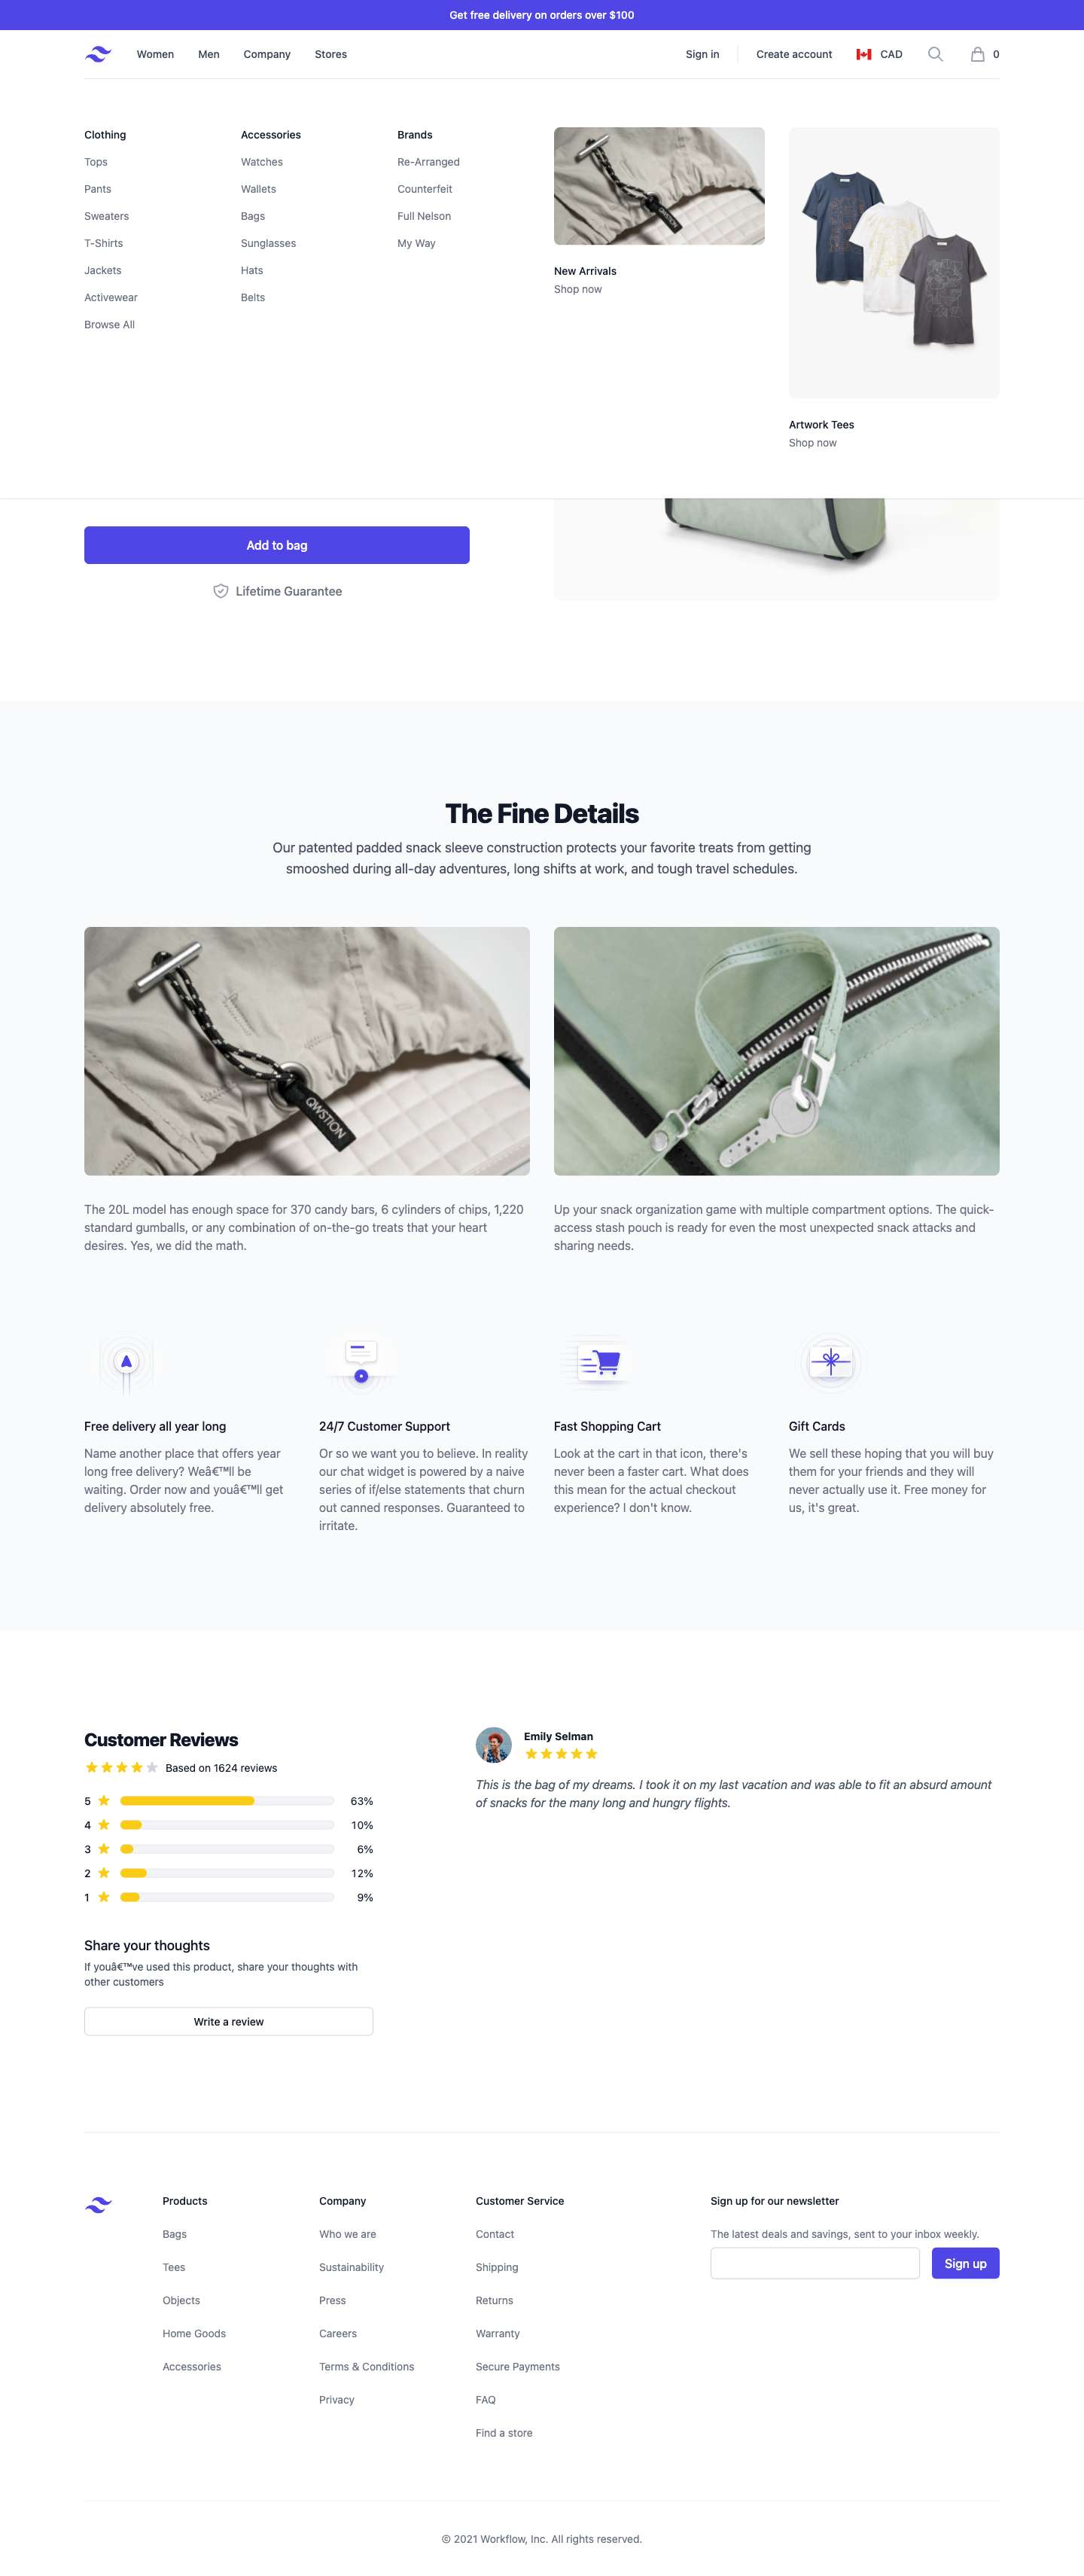 Get free delivery on orders over $100
Women
Men
Company
Stores
Sign in
Create account
CAD
0
Clothing
Tops
Pants
Sweaters
T-Shirts
Jackets
Activewear
Browse All
Accessories
Watches
Wallets
Bags
Sunglasses
Hats
Belts
Brands
Re-Arranged
Counterfeit
Full Nelson
My Way
New Arrivals
Shop now
Artwork Tees
Shop now
Add to bag
Lifetime Guarantee
The Fine Details
Our patented padded snack sleeve construction protects your favorite treats from getting
smooshed during all-day adventures, long shifts at work, and tough travel schedules.
QWSTION
The 20L model has enough space for 370 candy bars, 6 cylinders of chips, 1,220
standard gumballs, or any combination of on-the-go treats that your heart
desires. Yes, we did the math.
Up your snack organization game with multiple compartment options. The quick-
access stash pouch is ready for even the most unexpected snack attacks and
sharing needs.
Free delivery all year long
Name another place that offers year
long free delivery? Weâ€™ll be
waiting. Order now and youâ€™ll get
delivery absolutely free.
24/7 Customer Support
Or so we want you to believe. In reality
our chat widget is powered by a naive
series of if/else statements that churn
out canned responses. Guaranteed to
irritate.
Fast Shopping Cart
Look at the cart in that icon, there's
never been a faster cart. What does
this mean for the actual checkout
experience? I don't know.
Gift Cards
We sell these hoping that you will buy
them for your friends and they will
never actually use it. Free money for
us, it's great.
Customer Reviews
Based on 1624 reviews
5 63%
4 10%
3 6%
2 12%
1 9%
Share your thoughts
If youâ€™ve used this product, share your thoughts with
other customers
Write a review
Emily Selman
This is the bag of my dreams. I took it on my last vacation and was able to fit an absurd amount
of snacks for the many long and hungry flights.
Products
Bags
Tees
Objects
Home Goods
Accessories
Company
Who we are
Sustainability
Press
Careers
Terms & Conditions
Privacy
Customer Service
Contact
Shipping
Returns
Warranty
Secure Payments
FAQ
Find a store
Sign up for our newsletter
The latest deals and savings, sent to your inbox weekly.
Sign up
© 2021 Workflow, Inc. All rights reserved.